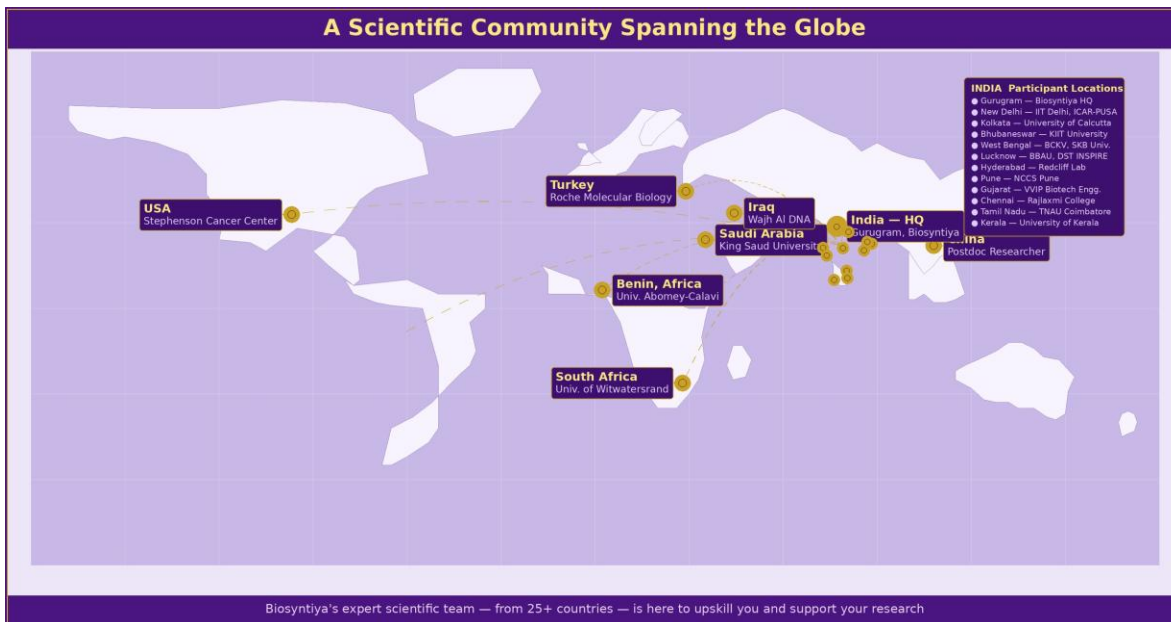 A Scientific Community Spanning the Globe
INDIA Participant Locations
● Gurugram — Biosyntiya HQ
● New Delhi — IIT Delhi, ICAR-PUSA
● Kolkata — University of Calcutta
● Bhubaneswar — KIIT University
● West Bengal — BCKV, SKB Univ.
● Lucknow — BBAU, DST INSPIRE
● Hyderabad — Redcliff Lab
● Pune — NCCS Pune
● Gujarat — VVIP Biotech Engg.
● Chennai — Rajlaxmi College
● Tamil Nadu — TNAU Coimbatore
● Kerala — University of Kerala
Turkey
Roche Molecular Biology
USA
Stephenson Cancer Center
Iraq
Wajh Al DNA
India — HQ
Gurugram, Biosyntiya
Saudi Arabia
King Saud University
Postdoc Researcher
Benin, Africa
Univ. Abomey-Calavi
South Africa
Univ. of Witwatersrand
Biosyntiya's expert scientific team — from 25+ countries — is here to upskill you and support your research